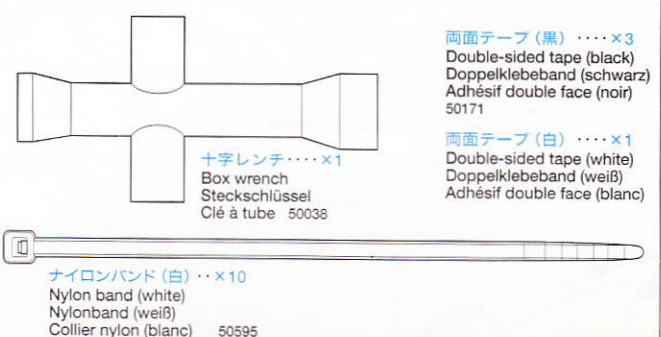 両面テープ（黒）‥‥×3
Double-sided tape (black)
Doppelklebeband (schwarz)
Adhésif double face (noir)
50171
両面テープ（白）‥‥×1
Double-sided tape (white)
Doppelklebeband (weiß)
Adhésif double face (blanc)
十字レンチ‥‥×1
Box wrench
Steckschlüssel
Clé à tube 50038
ナイロンバンド（白）‥×10
Nylon band (white)
Nylonband (weiß)
Collier nylon (blanc) 50595